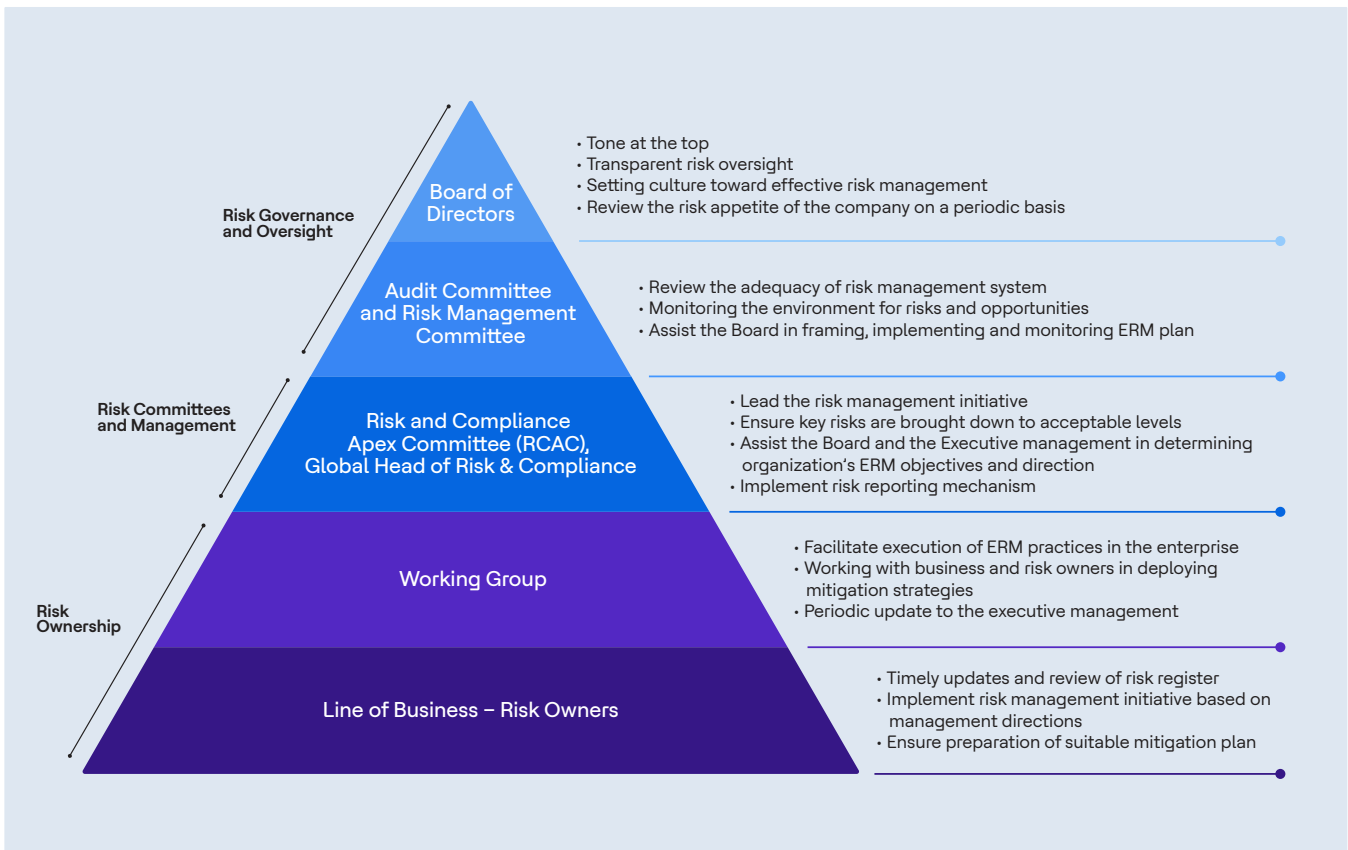 Risk Governance
and Oversight
Board of
Directors
• Tone at the top
• Transparent risk oversight
• Setting culture toward effective risk management
• Review the risk appetite of the company on a periodic basis
Audit Committee
and Risk Management
Committee
• Review the adequacy of risk management system
• Monitoring the environment for risks and opportunities
• Assist the Board in framing, implementing and monitoring ERM plan
Risk Committees
and Management
Risk and Compliance
Apex Committee (RCAC),
Global Head of Risk & Compliance
• Lead the risk management initiative
• Ensure key risks are brought down to acceptable levels
• Assist the Board and the Executive management in determining
organization's ERM objectives and direction
• Implement risk reporting mechanism
Risk
Ownership
Working Group
• Facilitate execution of ERM practices in the enterprise
• Working with business and risk owners in deploying
mitigation strategies
• Periodic update to the executive management
Line of Business – Risk Owners
• Timely updates and review of risk register
• Implement risk management initiative based on
management directions
• Ensure preparation of suitable mitigation plan